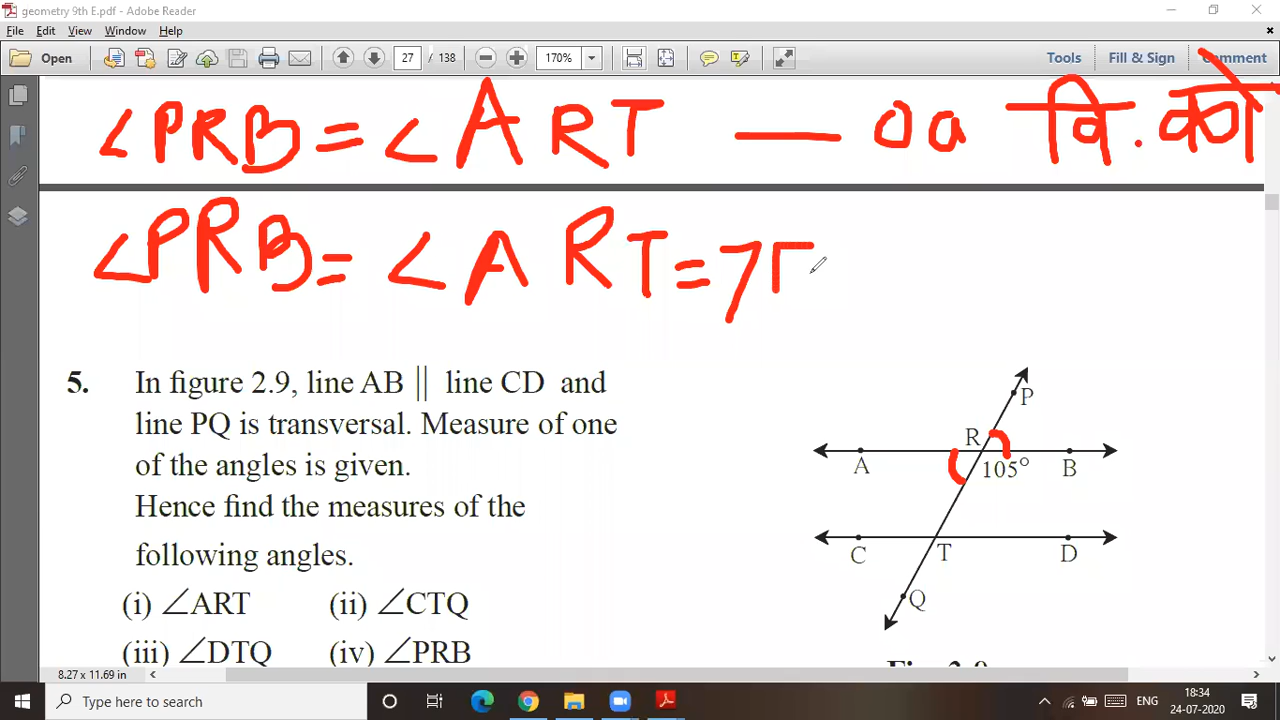 geometry 9th E.pdf - Adobe Reader
File Edit View Window Help
Open 27 / 138 170% Tools Fill & Sign Comment
∠PRB = ∠ART — वि. को
∠PRB = ∠ART = 75
5. In figure 2.9, line AB || line CD and
line PQ is transversal. Measure of one
of the angles is given.
Hence find the measures of the
following angles.
(i) ∠ART (ii) ∠CTQ
(iii) ∠DTQ (iv) ∠PRB
P
R
A 105° B
C T D
Q
8.27 x 11.69 in
Type here to search
ENG 18:34
24-07-2020